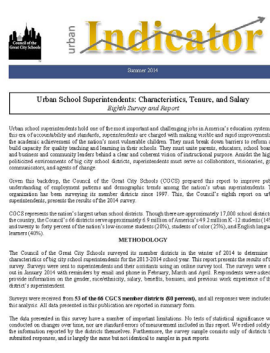 Council of the
Great City Schools
urban
Indicator
Summer 2014
Urban School Superintendents: Characteristics, Tenure, and Salary
Eighth Survey and Report
Urban school superintendents hold one of the most important and challenging jobs in America's education system
this era of accountability and standards, superintendents are charged with making visible and rapid improvements
the academic achievement of the nation's most vulnerable children. They must break down barriers to reform
build capacity for quality teaching and learning in their schools. They must unite parents, educators, school boar
and business and community leaders behind a clear and coherent vision of instructional purpose. Amidst the hig
politicized environments of big city school districts, superintendents must serve as collaborators, visionaries,
communicators, and agents of change.
Given this backdrop, the Council of the Great City Schools (CGCS) prepared this report to improve pu
understanding of employment patterns and demographic trends among the nation's urban superintendents. T
organization has been surveying its member districts since 1997. This, the Council's eighth report on ur
superintendents, presents the results of the 2014 survey.
CGCS represents the nation's largest urban school districts. Though there are approximately 17,000 school district
the country, the Council's 66 districts serve approximately 6.9 million of America's 49.2 million K-12 students (14
and twenty to forty percent of the nation's low-income students (20%), students of color (25%), and English langua
learners (40%).
METHODOLOGY
The Council of the Great City Schools surveyed its member districts in the winter of 2014 to determine
characteristics of big city school superintendents for the 2013-2014 school year. This report presents the results of
survey. Surveys were sent to superintendents and their assistants using an online survey tool. The surveys were
out in January 2014 with reminders by email and phone in February, March and April. Respondents were asked
provide information on the gender, race/ethnicity, salary, benefits, bonuses, and previous work experience of th
district's superintendent.
Surveys were received from 53 of the 66 CGCS member districts (80 percent), and all responses were includ
this analysis. All data presented in this publication are reported in summary form.
The data presented in this survey have a number of important limitations. No tests of statistical significance w
conducted on changes over time, nor are standard errors of measurement included in this report. We relied solely
the information reported by the districts themselves. Furthermore, the survey sample consists only of districts t
submitted responses, and is largely the same but not identical to samples in past reports.